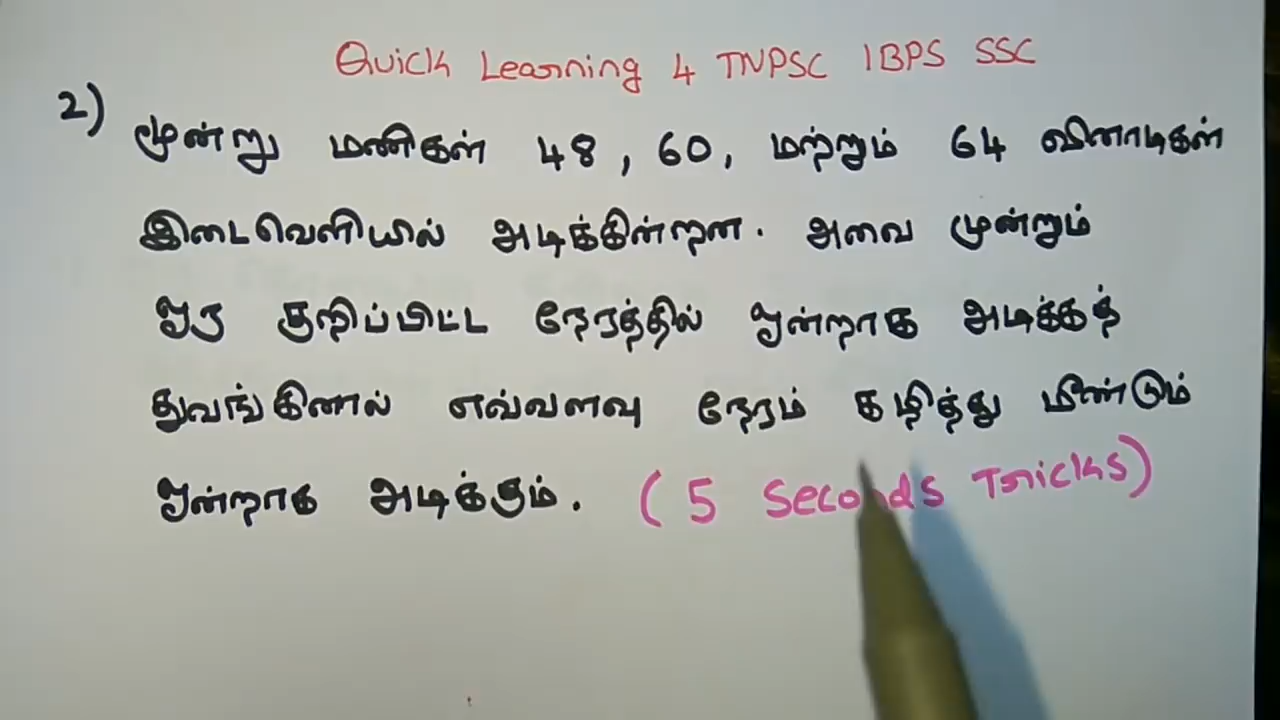 Quick Learning 4 TNPSC IBPS SSC
2) மூன்று மணிகள் 48, 60, மற்றும் 64 வினாடிகள்
இடைவெளியில் அடிக்கின்றன. அவை மூன்றும்
ஒரு குறிப்பிட்ட நேரத்தில் ஒன்றாக அடிக்கத்
துவங்கினால் எவ்வளவு நேரம் கழித்து மீண்டும்
ஒன்றாக அடிக்கும். (5 Seconds Tricks)